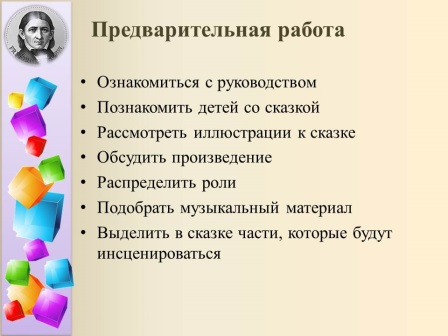 Предварительная работа
• Ознакомиться с руководством
• Познакомить детей со сказкой
• Рассмотреть иллюстрации к сказке
• Обсудить произведение
• Распределить роли
• Подобрать музыкальный материал
• Выделить в сказке части, которые будут
инсценироваться